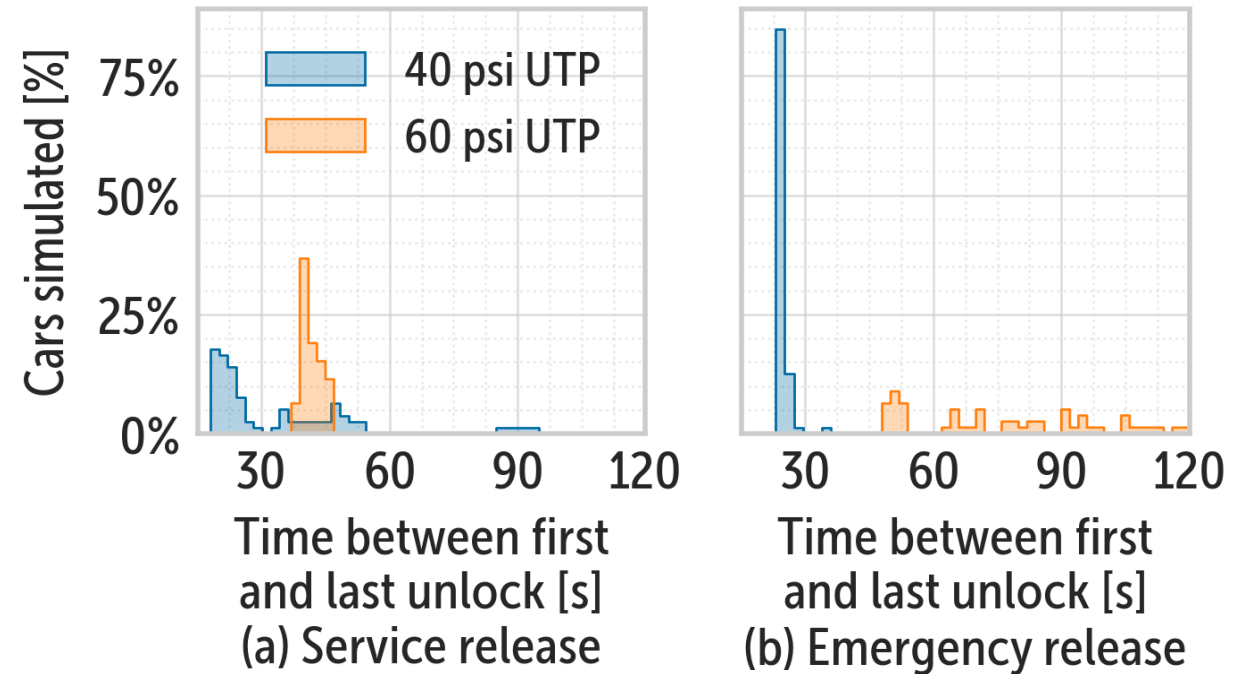 Cars simulated [%]
75%
50%
25%
0%
40 psi UTP
60 psi UTP
30 60 90 120
30 60 90 120
Time between first
and last unlock [s]
(a) Service release
Time between first
and last unlock [s]
(b) Emergency release